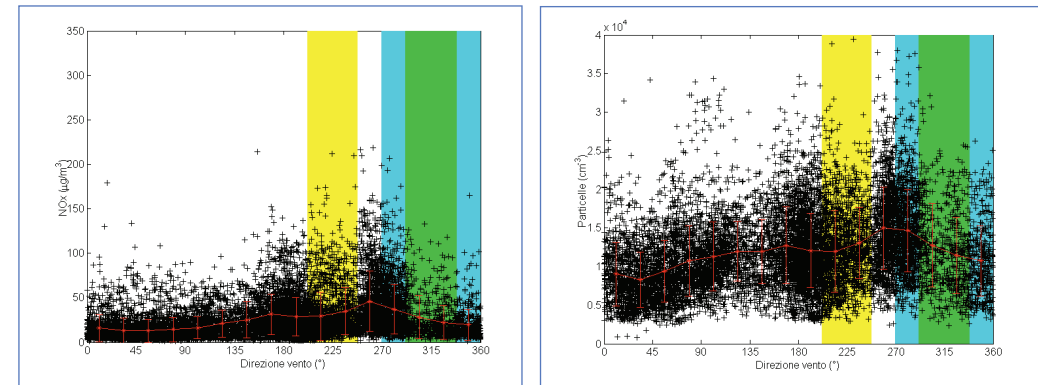 NOx (µg/m³)
350
300
250
200
150
100
50
0
0 45 90 135 180 225 270 315 360
Direzione vento (°)
x 10⁴
Particelle (cm⁻³)
4
3.5
3
2.5
2
1.5
1
0.5
0
0 45 90 135 180 225 270 315 360
Direzione vento (°)